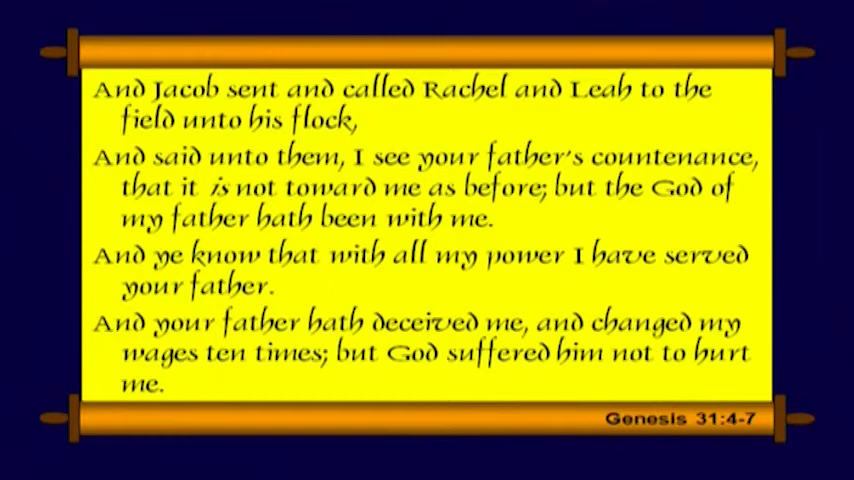 And Jacob sent and called Rachel and Leah to the
field unto his flock,
And said unto them, I see your father's countenance,
that it is not toward me as before; but the God of
my father hath been with me.
And ye know that with all my power I have served
your father.
And your father hath deceived me, and changed my
wages ten times; but God suffered him not to hurt
me.
Genesis 31:4-7